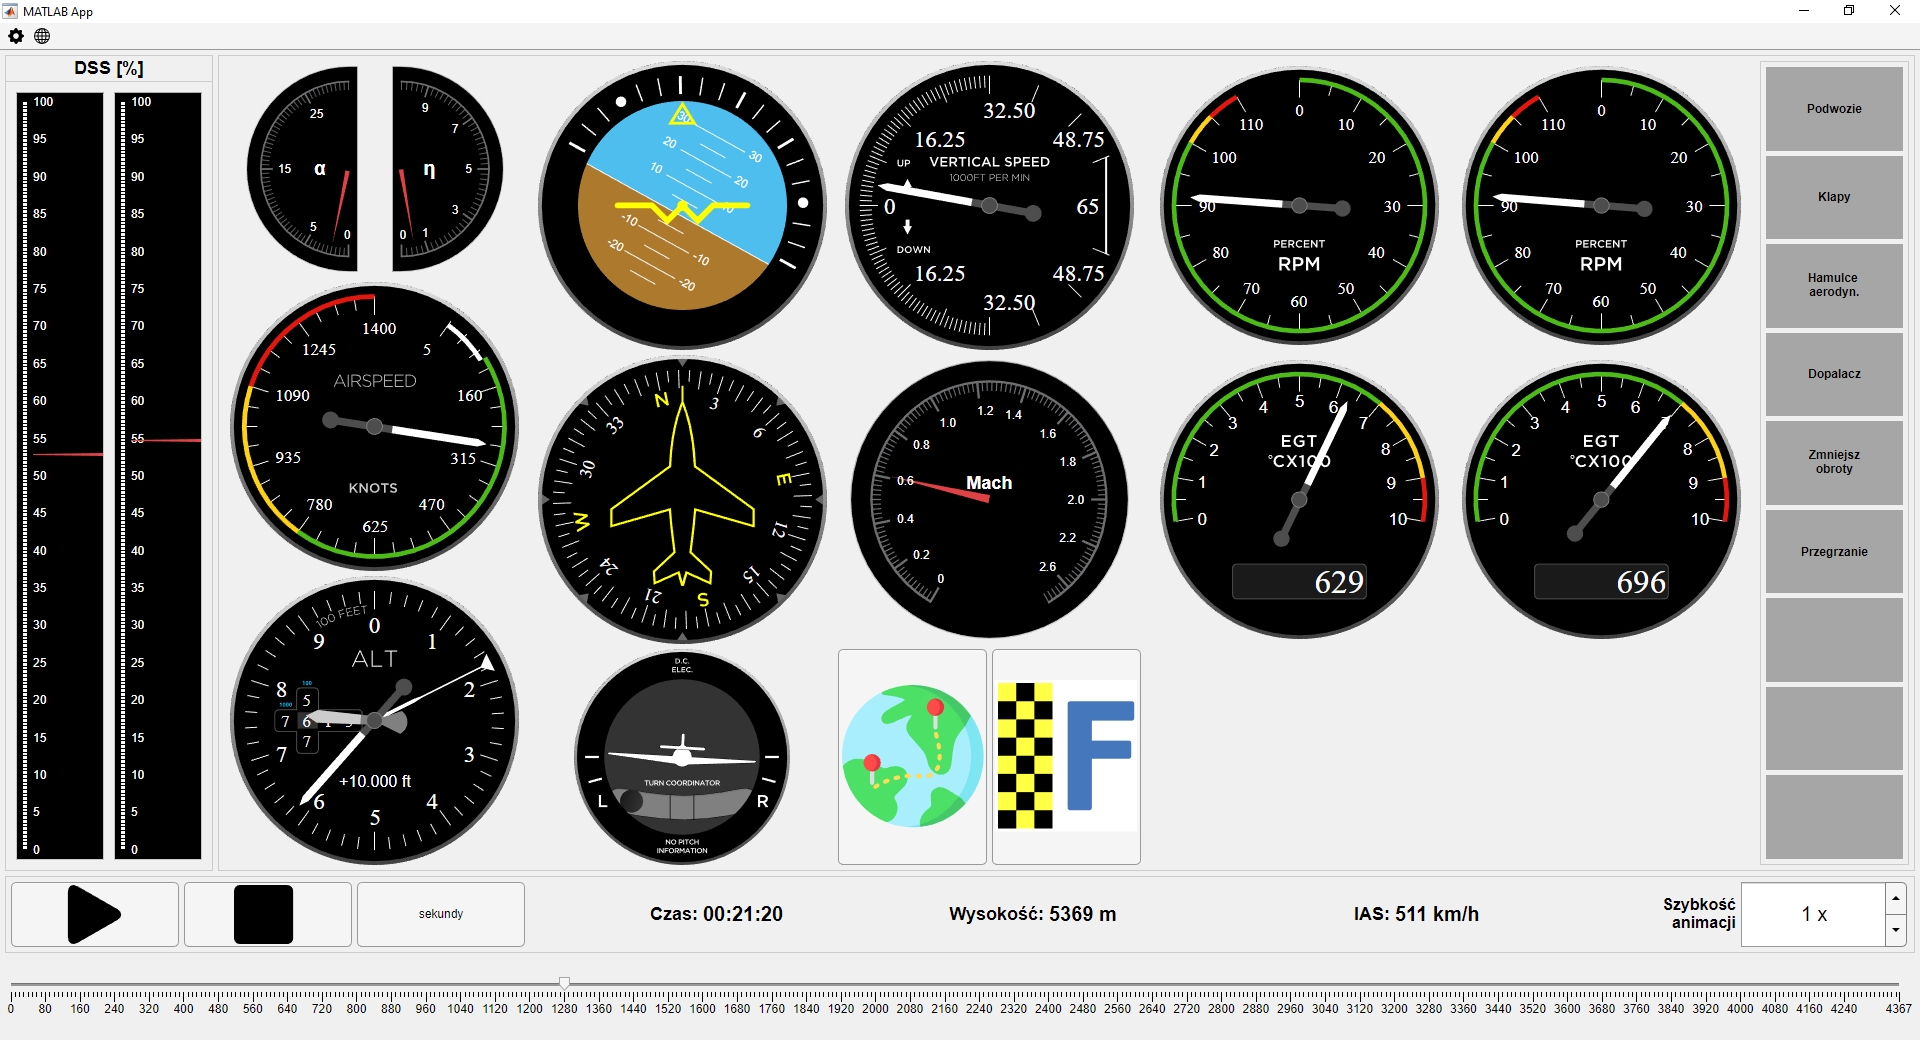 MATLAB App
DSS [%]
100 100
95 95
90 90
85 85
80 80
75 75
70 70
65 65
60 60
55 55
50 50
45 45
40 40
35 35
30 30
25 25
20 20
15 15
10 10
5 5
0 0
25
15 α
5 0
9
7
η 5
3
0 1
1400
1245 5
AIRSPEED
1090 160
935 315
KNOTS
780 470
625
100 FEET
0
9 1
ALT
8 2
100
5
1000
7 6
7
7 3
+10.000 ft
6 4
5
30
20 30
10 20
10
-10
-20 -10
-20
N 3
33 6
30 E
W 12
24 15
21 S
D.C.
ELEC.
TURN COORDINATOR
L R
NO PITCH
INFORMATION
32.50
16.25 48.75
UP VERTICAL SPEED
1000FT PER MIN
0 65
DOWN
16.25 48.75
32.50
1.2 1.4
1.0 1.6
0.8 1.8
Mach
0.6 2.0
0.4 2.2
0.2 2.6
0
F
0
110 10
100 20
90 30
PERCENT
RPM
80 40
70 50
60
0
110 10
100 20
90 30
PERCENT
RPM
80 40
70 50
60
5
4 6
3 7
EGT
°CX100
2 8
1 9
0 10
629
5
4 6
3 7
EGT
°CX100
2 8
1 9
0 10
696
Podwozie
Klapy
Hamulce
aerodyn.
Dopalacz
Zmniejsz
obroty
Przegrzanie
sekundy
Czas: 00:21:20
Wysokość: 5369 m
IAS: 511 km/h
Szybkość
animacji
1 x
0 80 160 240 320 400 480 560 640 720 800 880 960 1040 1120 1200 1280 1360 1440 1520 1600 1680 1760 1840 1920 2000 2080 2160 2240 2320 2400 2480 2560 2640 2720 2800 2880 2960 3040 3120 3200 3280 3360 3440 3520 3600 3680 3760 3840 3920 4000 4080 4160 4240 4367